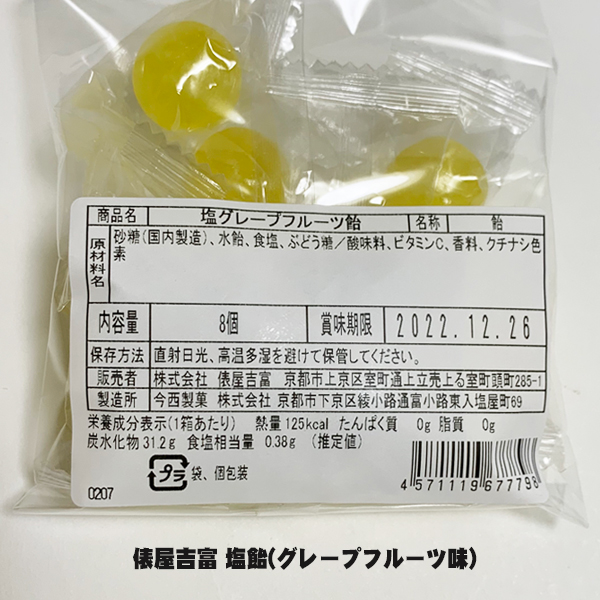 商品名 塩グレープフルーツ飴 名称 飴
原材料名 砂糖(国内製造)、水飴、食塩、ぶどう糖/酸味料、ビタミンC、香料、クチナシ色
素
内容量 8個 賞味期限 2022.12.26
保存方法 直射日光、高温多湿を避けて保管してください。
販売者 株式会社 俵屋吉富 京都市上京区室町通上立売上る室町頭町285-1
製造所 今西製菓 株式会社 京都市下京区綾小路通富小路東入塩屋町69
栄養成分表示(1箱あたり) 熱量125kcal たんぱく質 0g 脂質 0g
炭水化物31.2g 食塩相当量 0.38g (推定値)
プラ 袋、個包装
4571119677798
0207
俵屋吉富 塩飴(グレープフルーツ味)